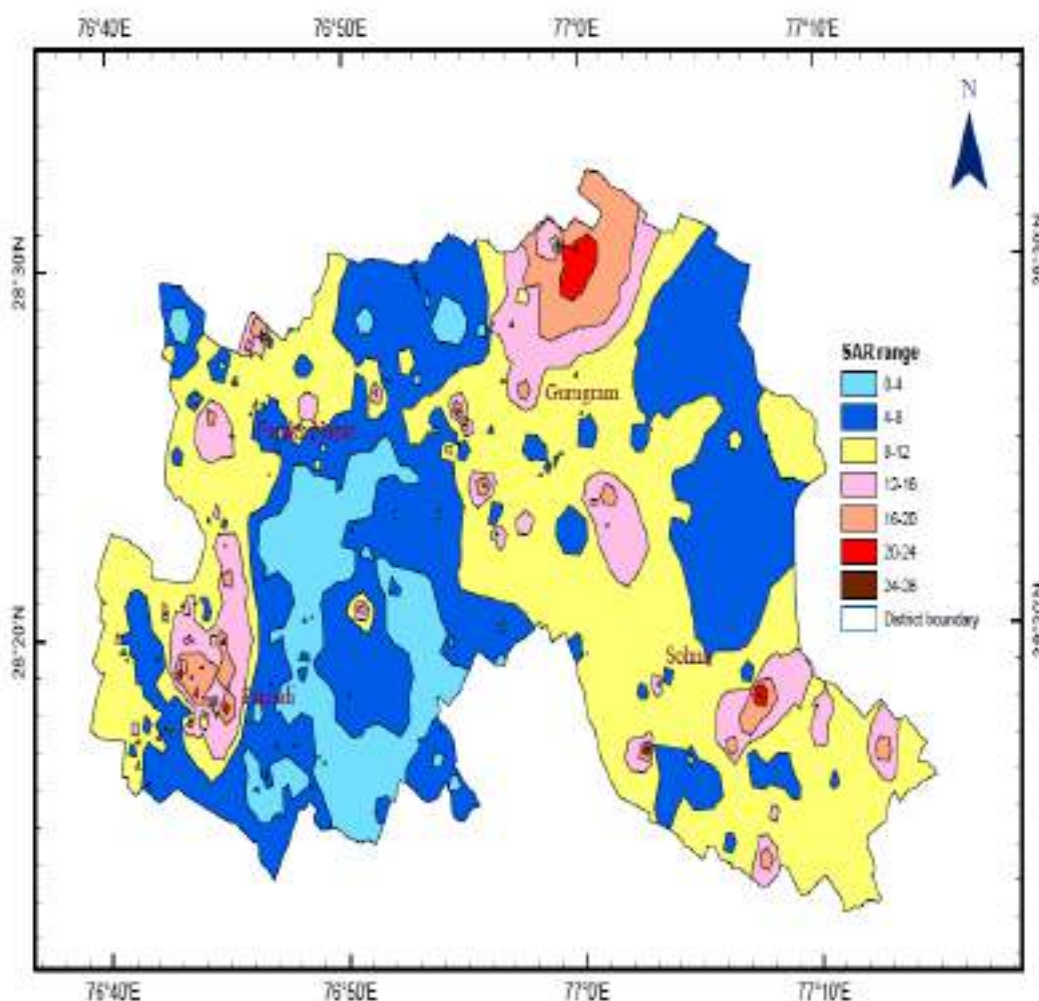 76°40'E 76°50'E 77°0'E 77°10'E
N
28°30'N
SAR range
0-4
4-8
8-12
12-16
16-20
20-24
24-28
District boundary
Gurugram
28°20'N
Sohna
76°40'E 76°50'E 77°0'E 77°10'E